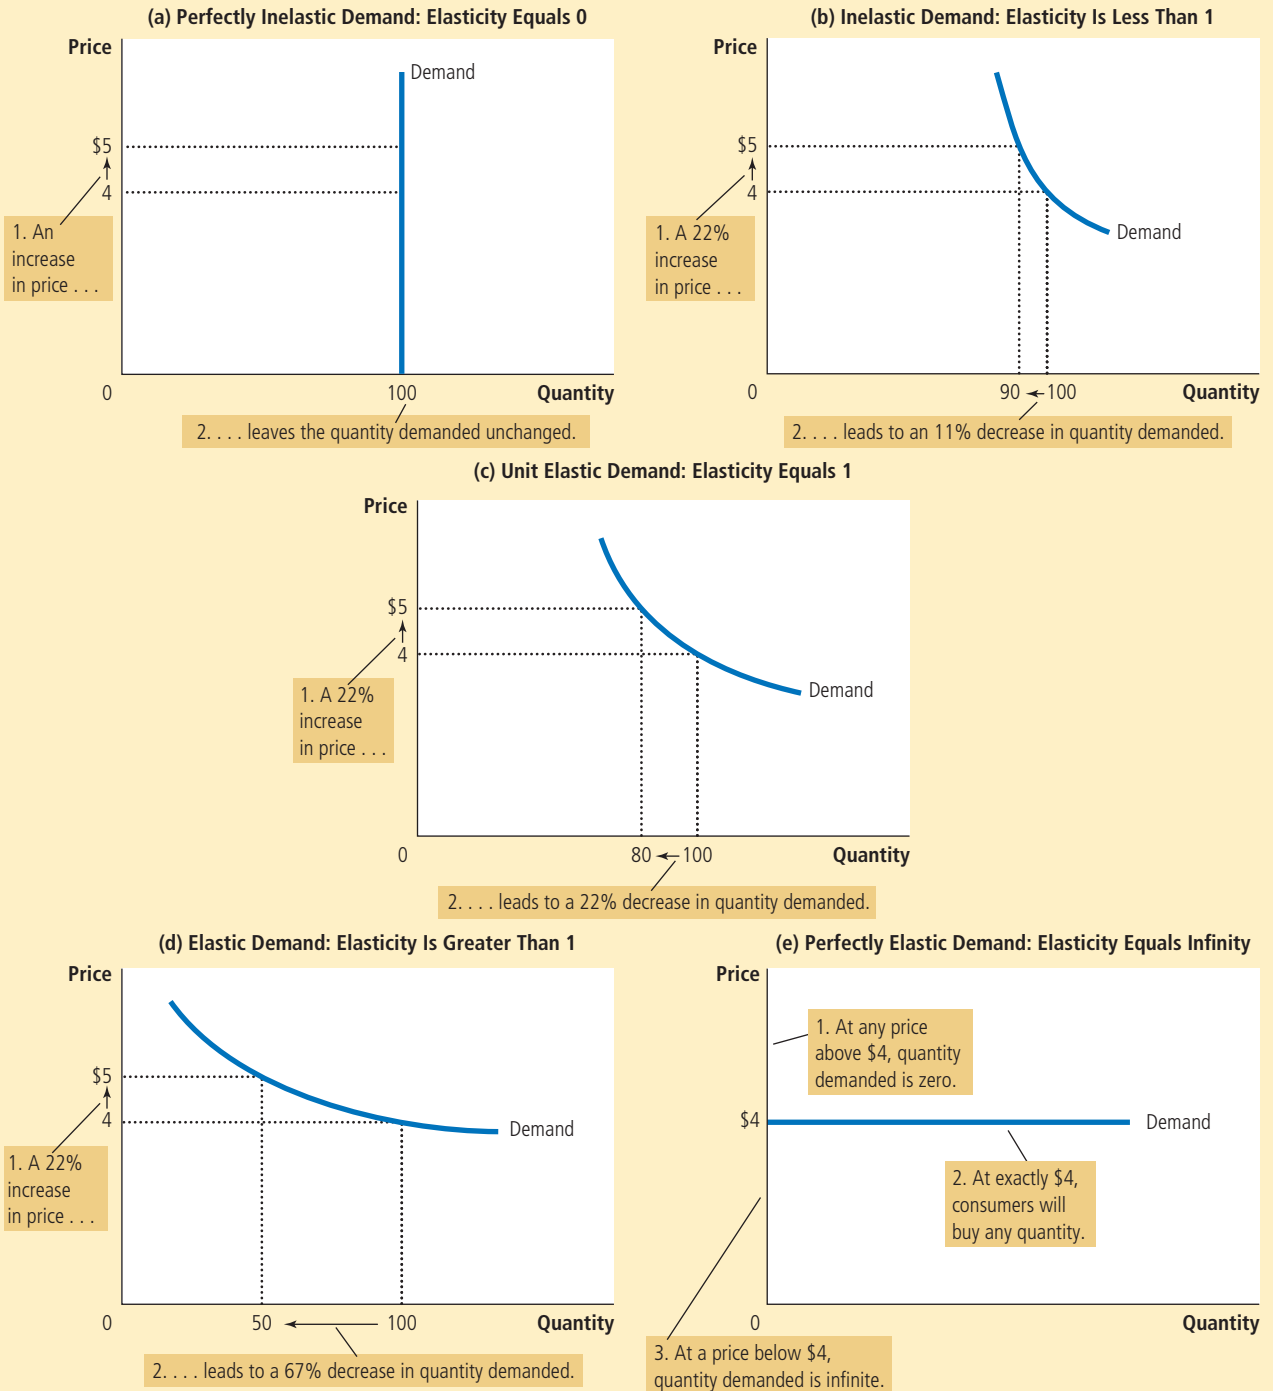 (a) Perfectly Inelastic Demand: Elasticity Equals 0
Price
Demand
$5
4
1. An
increase
in price . . .
0
100
Quantity
2. . . . leaves the quantity demanded unchanged.
(b) Inelastic Demand: Elasticity Is Less Than 1
Price
$5
4
Demand
1. A 22%
increase
in price . . .
0
90
100
Quantity
2. . . . leads to an 11% decrease in quantity demanded.
(c) Unit Elastic Demand: Elasticity Equals 1
Price
$5
4
Demand
1. A 22%
increase
in price . . .
0
80
100
Quantity
2. . . . leads to a 22% decrease in quantity demanded.
(d) Elastic Demand: Elasticity Is Greater Than 1
Price
$5
4
Demand
1. A 22%
increase
in price . . .
0
50
100
Quantity
2. . . . leads to a 67% decrease in quantity demanded.
(e) Perfectly Elastic Demand: Elasticity Equals Infinity
Price
1. At any price
above $4, quantity
demanded is zero.
$4
Demand
2. At exactly $4,
consumers will
buy any quantity.
0
Quantity
3. At a price below $4,
quantity demanded is infinite.